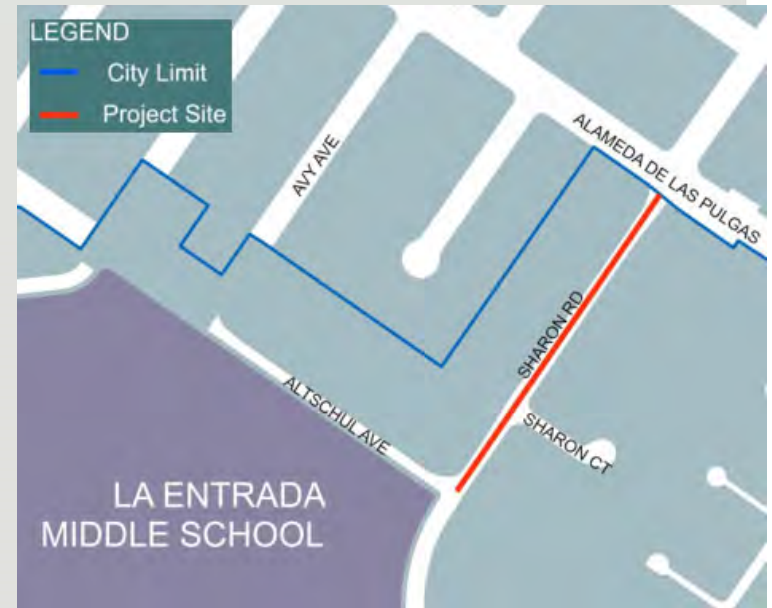 LEGEND
City Limit
Project Site
AVY AVE
ALAMEDA DE LAS PULGAS
SHARON RD
ALTSCHUL AVE
SHARON CT
LA ENTRADA
MIDDLE SCHOOL